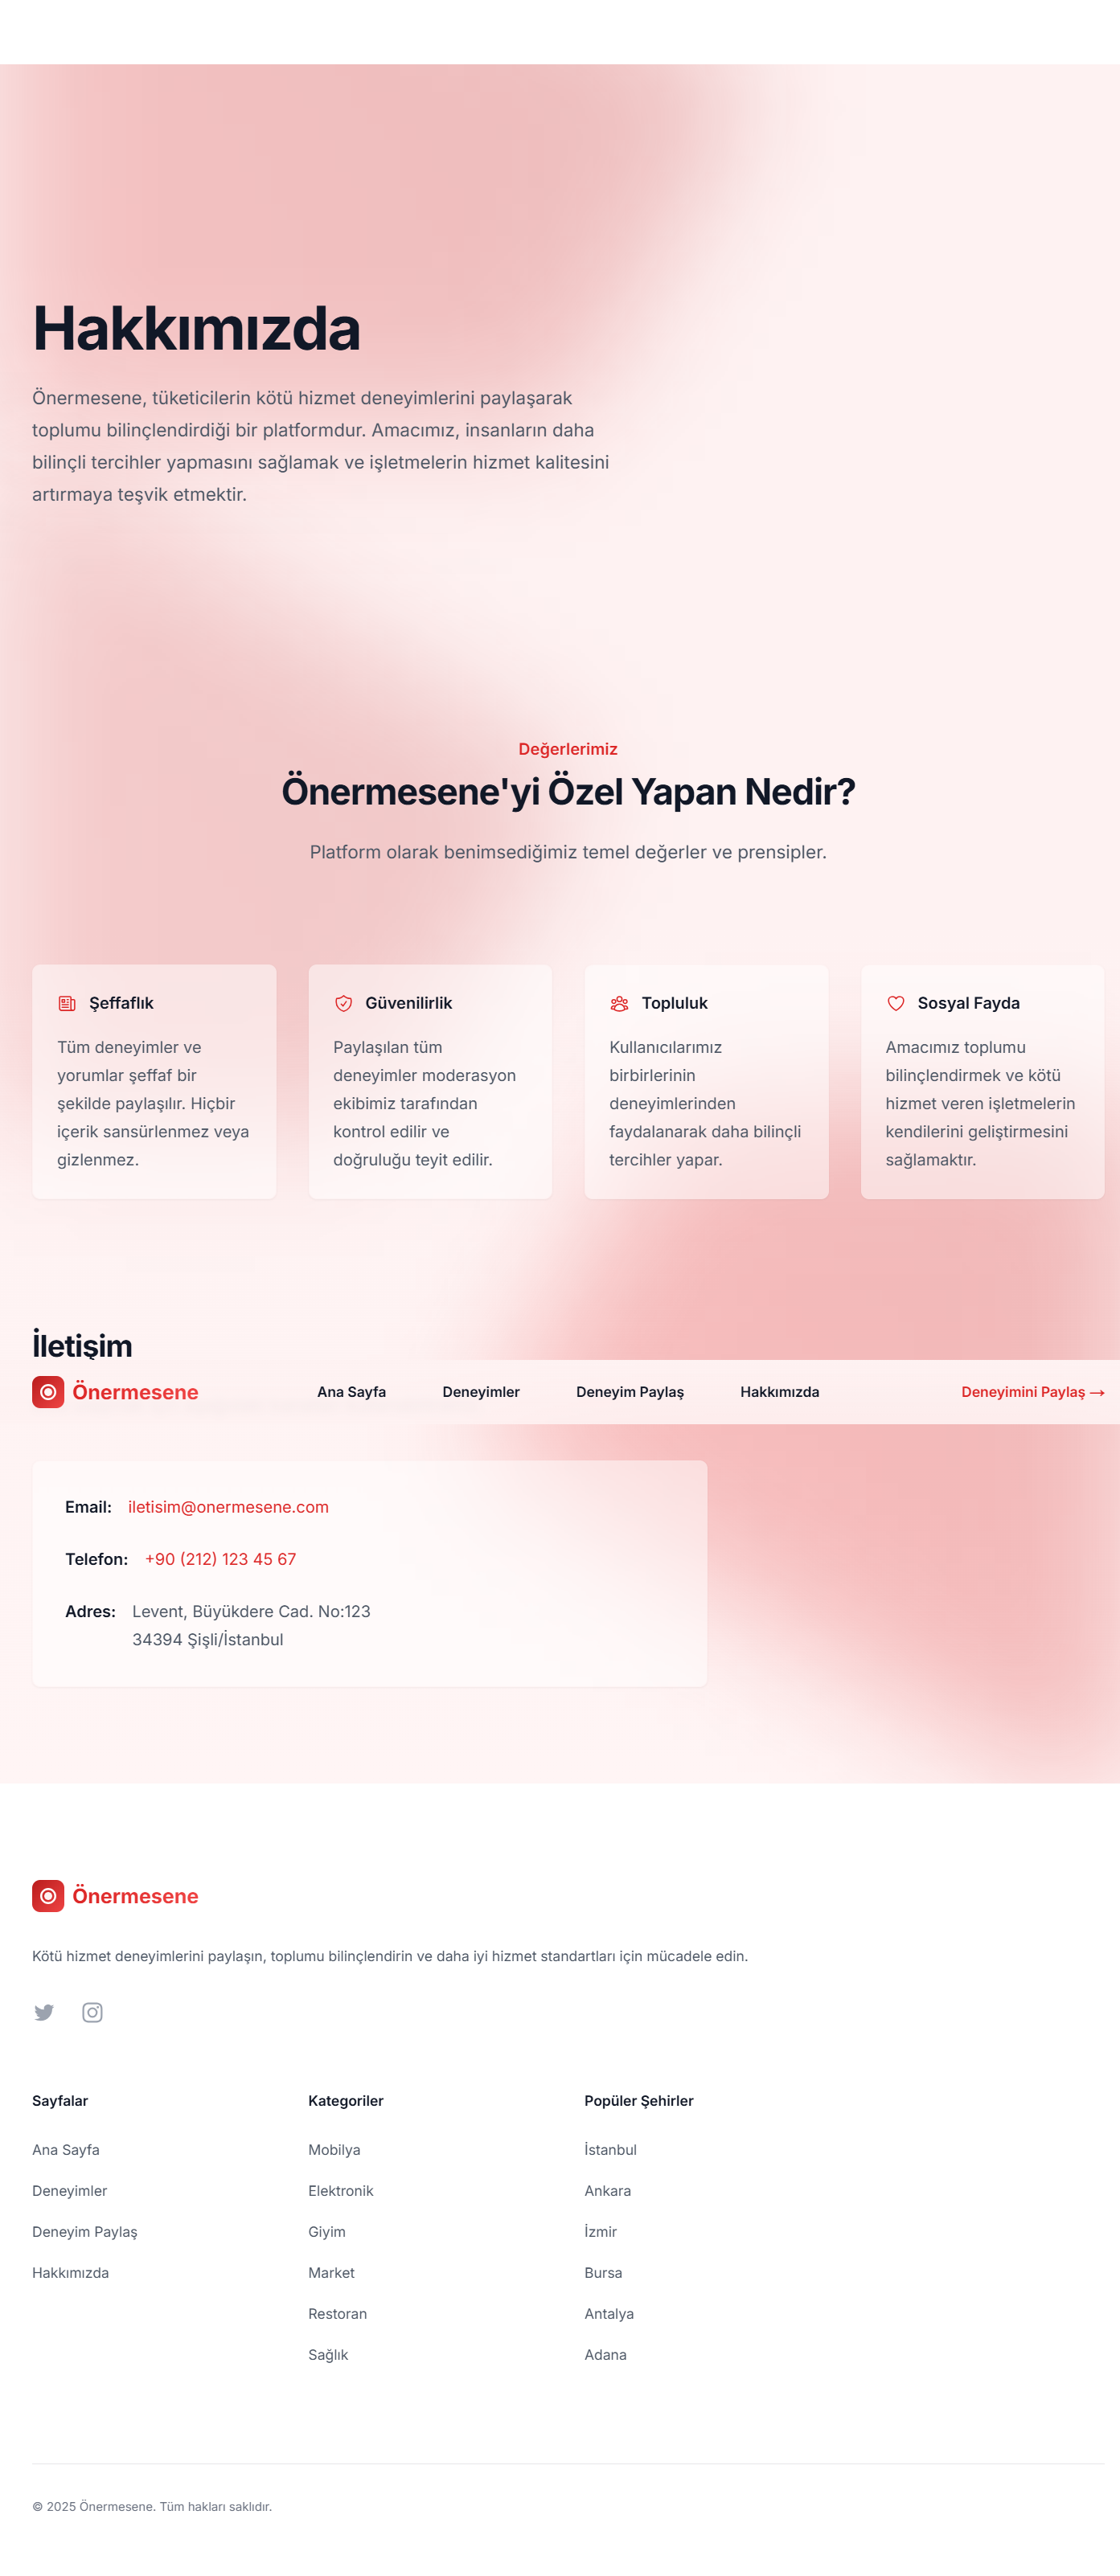 Hakkımızda
Önermesene, tüketicilerin kötü hizmet deneyimlerini paylaşarak
toplumu bilinçlendirdiği bir platformdur. Amacımız, insanların daha
bilinçli tercihler yapmasını sağlamak ve işletmelerin hizmet kalitesini
artırmaya teşvik etmektir.
Değerlerimiz
Önermesene'yi Özel Yapan Nedir?
Platform olarak benimsediğimiz temel değerler ve prensipler.
Şeffaflık
Tüm deneyimler ve
yorumlar şeffaf bir
şekilde paylaşılır. Hiçbir
içerik sansürlenmez veya
gizlenmez.
Güvenilirlik
Paylaşılan tüm
deneyimler moderasyon
ekibimiz tarafından
kontrol edilir ve
doğruluğu teyit edilir.
Topluluk
Kullanıcılarımız
birbirlerinin
deneyimlerinden
faydalanarak daha bilinçli
tercihler yapar.
Sosyal Fayda
Amacımız toplumu
bilinçlendirmek ve kötü
hizmet veren işletmelerin
kendilerini geliştirmesini
sağlamaktır.
İletişim
Önermesene
Ana Sayfa
Deneyimler
Deneyim Paylaş
Hakkımızda
Deneyimini Paylaş →
Email: iletisim@onermesene.com
Telefon: +90 (212) 123 45 67
Adres: Levent, Büyükdere Cad. No:123
34394 Şişli/İstanbul
Önermesene
Kötü hizmet deneyimlerini paylaşın, toplumu bilinçlendirin ve daha iyi hizmet standartları için mücadele edin.
Sayfalar
Ana Sayfa
Deneyimler
Deneyim Paylaş
Hakkımızda
Kategoriler
Mobilya
Elektronik
Giyim
Market
Restoran
Sağlık
Popüler Şehirler
İstanbul
Ankara
İzmir
Bursa
Antalya
Adana
© 2025 Önermesene. Tüm hakları saklıdır.